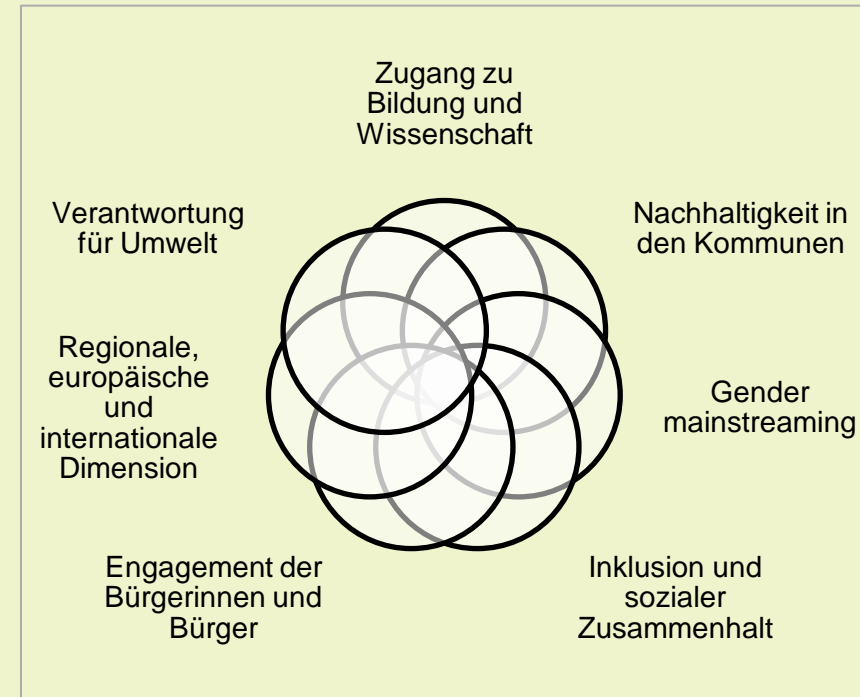 Zugang zu
Bildung und
Wissenschaft
Nachhaltigkeit in
den Kommunen
Gender
mainstreaming
Inklusion und
sozialer
Zusammenhalt
Engagement der
Bürgerinnen und
Bürger
Regionale,
europäische
und
internationale
Dimension
Verantwortung
für Umwelt